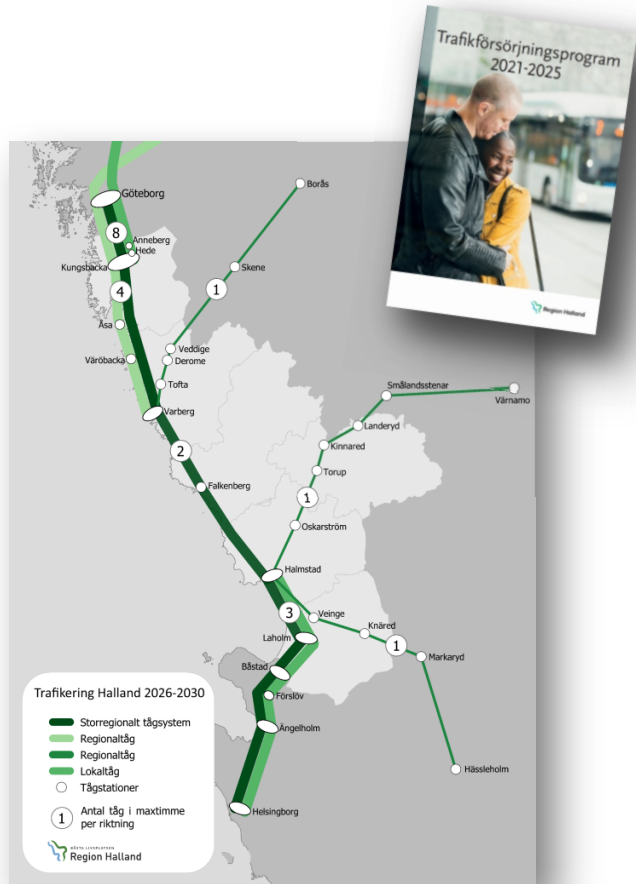 Trafikförsörjningsprogram
2021-2025
Region Halland
Göteborg
8
Anneberg
Hede
Kungsbacka
4
Åsa
Väröbacka
Borås
Skene
1
Veddige
Derome
Tofta
Varberg
2
Falkenberg
Smålandsstenar
Värnamo
Landeryd
Kinnared
Torup
1
Oskarström
Halmstad
3
Veinge
Knäred
1
Markaryd
Laholm
Båstad
Förslöv
Ängelholm
Hässleholm
Helsingborg
Trafikering Halland 2026-2030
Storregionalt tågsystem
Regionaltåg
Regionaltåg
Lokaltåg
Tågstationer
1
Antal tåg i maxtimme
per riktning
BÄSTA LIVSPLATSEN
Region Halland